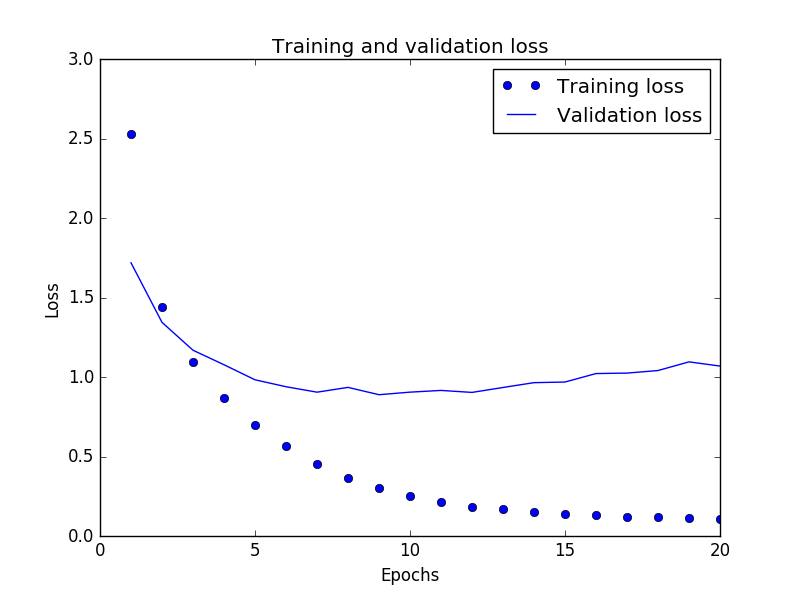 Training and validation loss
3.0
2.5
2.0
1.5
1.0
0.5
0.0
Loss
Training loss
Validation loss
0 5 10 15 20
Epochs